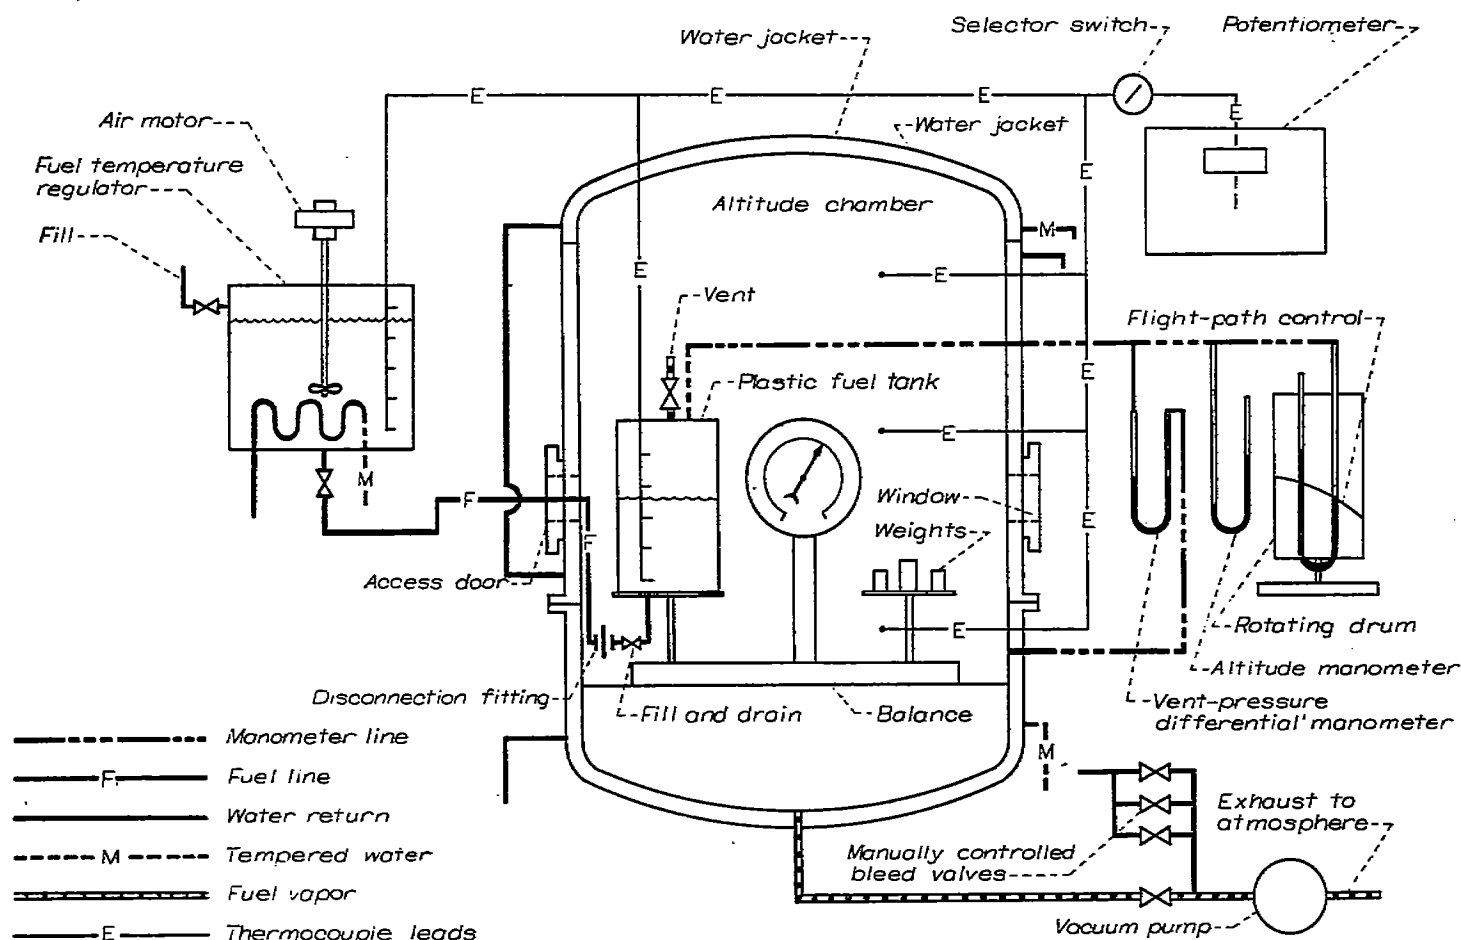 Water jacket
Selector switch
Potentiometer
E
E
E
E
Air motor
Water jacket
Fuel temperature
regulator
E
Altitude chamber
Fill
M
E
E
Vent
Flight-path control
Plastic fuel tank
E
E
M
F
Window
Weights
E
F
Access door
E
Rotating drum
Altitude manometer
Disconnection fitting
Fill and drain
Balance
Vent-pressure
differential manometer
Manometer line
M
F
Fuel line
Water return
Exhaust to
atmosphere
M
Tempered water
Manually controlled
bleed valves
Fuel vapor
Vacuum pump
E
Thermocouple leads